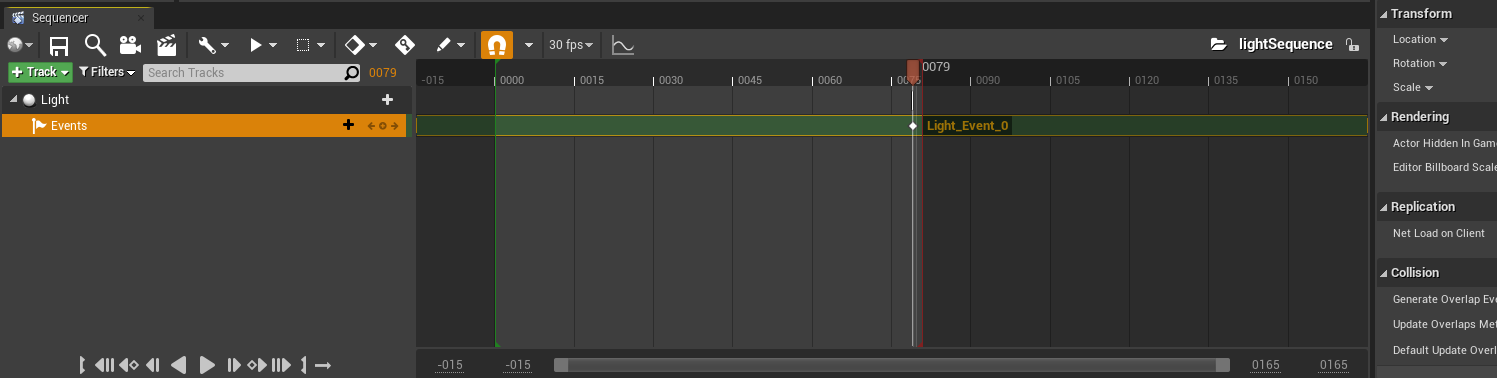 Sequencer
30 fps
lightSequence
Track
Filters
Search Tracks
0079
0079
-015
0000
0015
0030
0045
0060
0075
0090
0105
0120
0135
0150
Light
Events
Light_Event_0
-015
-015
0165
0165
Transform
Location
Rotation
Scale
Rendering
Actor Hidden In Gam
Editor Billboard Scale
Replication
Net Load on Client
Collision
Generate Overlap Eve
Update Overlaps Met
Default Update Overl